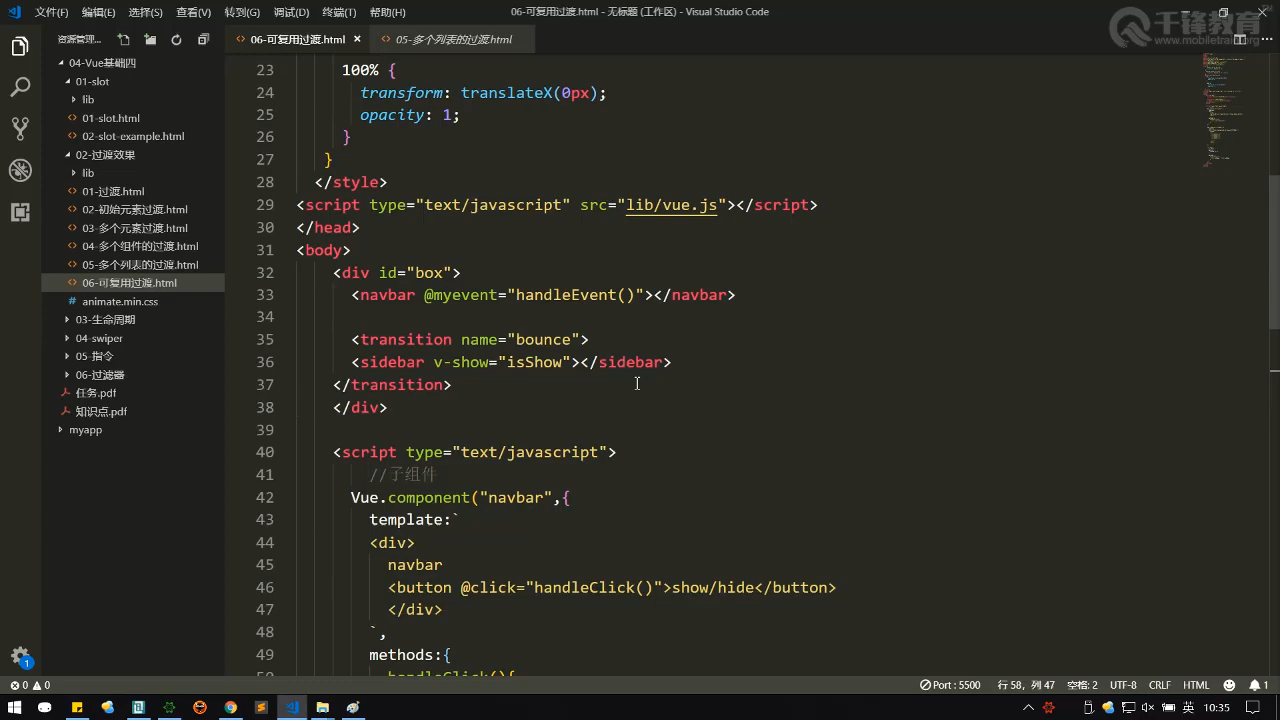 文件(F) 编辑(E) 选择(S) 查看(V) 转到(G) 调试(D) 终端(T) 帮助(H)
06-可复用过渡.html - 无标题 (工作区) - Visual Studio Code
千锋教育
www.mobiletrain.org
资源管理...
06-可复用过渡.html ×
05-多个列表的过渡.html
04-Vue基础四
01-slot
lib
01-slot.html
02-slot-example.html
02-过渡效果
lib
01-过渡.html
02-初始元素过渡.html
03-多个元素过渡.html
04-多个组件的过渡.html
05-多个列表的过渡.html
06-可复用过渡.html
animate.min.css
03-生命周期
04-swiper
05-指令
06-过滤器
任务.pdf
知识点.pdf
myapp
23 100% {
24 transform: translateX(0px);
25 opacity: 1;
26 }
27 }
28 </style>
29 <script type="text/javascript" src="lib/vue.js"></script>
30 </head>
31 <body>
32 <div id="box">
33 <navbar @myevent="handleEvent()"></navbar>
34
35 <transition name="bounce">
36 <sidebar v-show="isShow"></sidebar>
37 </transition>
38 </div>
39
40 <script type="text/javascript">
41 //子组件
42 Vue.component("navbar",{
43 template:`
44 <div>
45 navbar
46 <button @click="handleClick()">show/hide</button>
47 </div>
48 `,
49 methods:{
50 handleClick(){
1
0 0
Port : 5500
行 58，列 47
空格: 2
UTF-8
CRLF
HTML
1
英
10:35